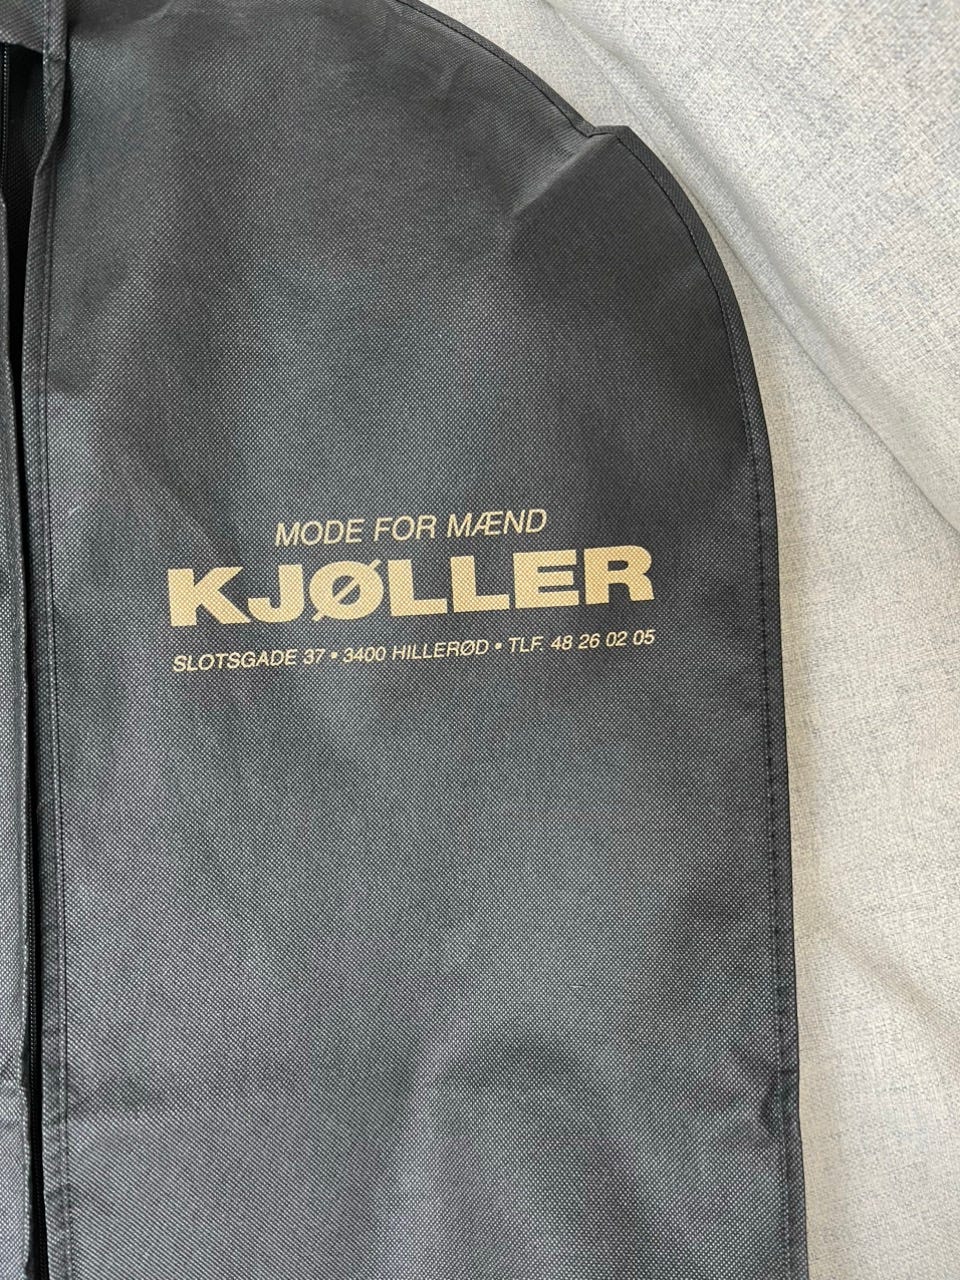 MODE FOR MÆND
KJØLLER
SLOTSGADE 37 • 3400 HILLERØD • TLF. 48 26 02 05